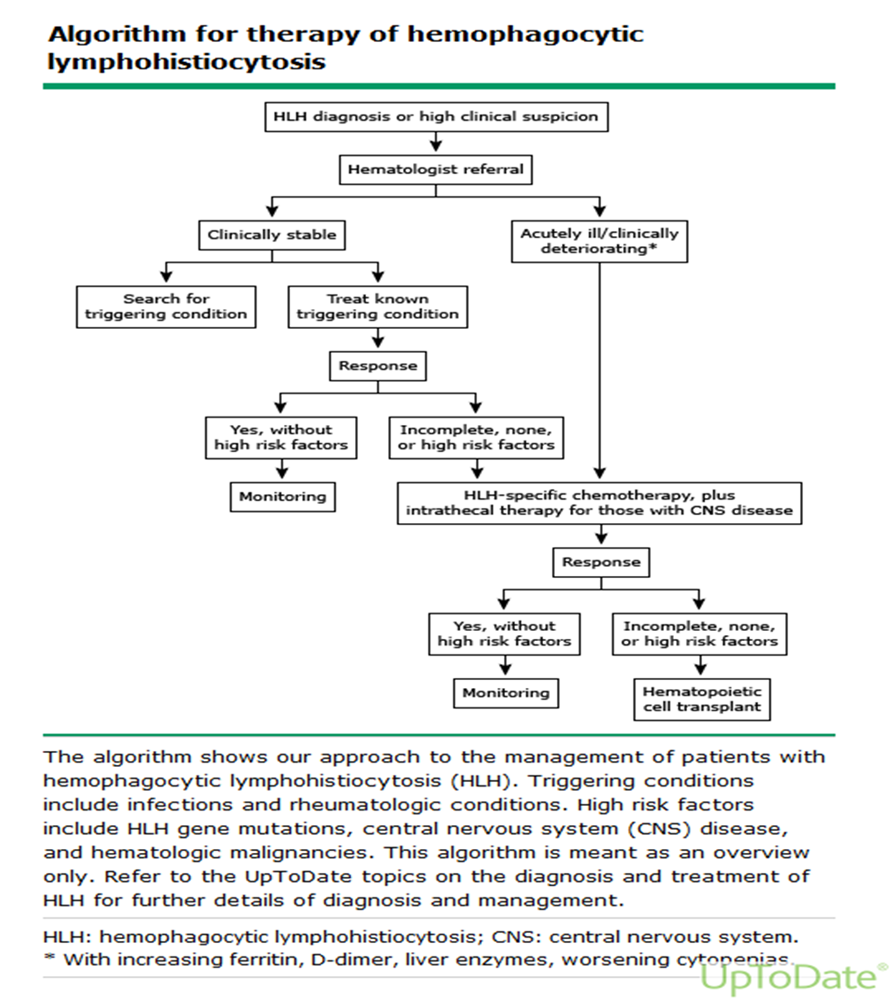 Algorithm for therapy of hemophagocytic
lymphohistiocytosis
HLH diagnosis or high clinical suspicion
Hematologist referral
Clinically stable
Acutely ill/clinically
deteriorating*
Search for
triggering condition
Treat known
triggering condition
Response
Yes, without
high risk factors
Incomplete, none,
or high risk factors
Monitoring
HLH-specific chemotherapy, plus
intrathecal therapy for those with CNS disease
Response
Yes, without
high risk factors
Incomplete, none,
or high risk factors
Monitoring
Hematopoietic
cell transplant
The algorithm shows our approach to the management of patients with
hemophagocytic lymphohistiocytosis (HLH). Triggering conditions
include infections and rheumatologic conditions. High risk factors
include HLH gene mutations, central nervous system (CNS) disease,
and hematologic malignancies. This algorithm is meant as an overview
only. Refer to the UpToDate topics on the diagnosis and treatment of
HLH for further details of diagnosis and management.
HLH: hemophagocytic lymphohistiocytosis; CNS: central nervous system.
* With increasing ferritin, D-dimer, liver enzymes, worsening cytopenias.
UpToDate®